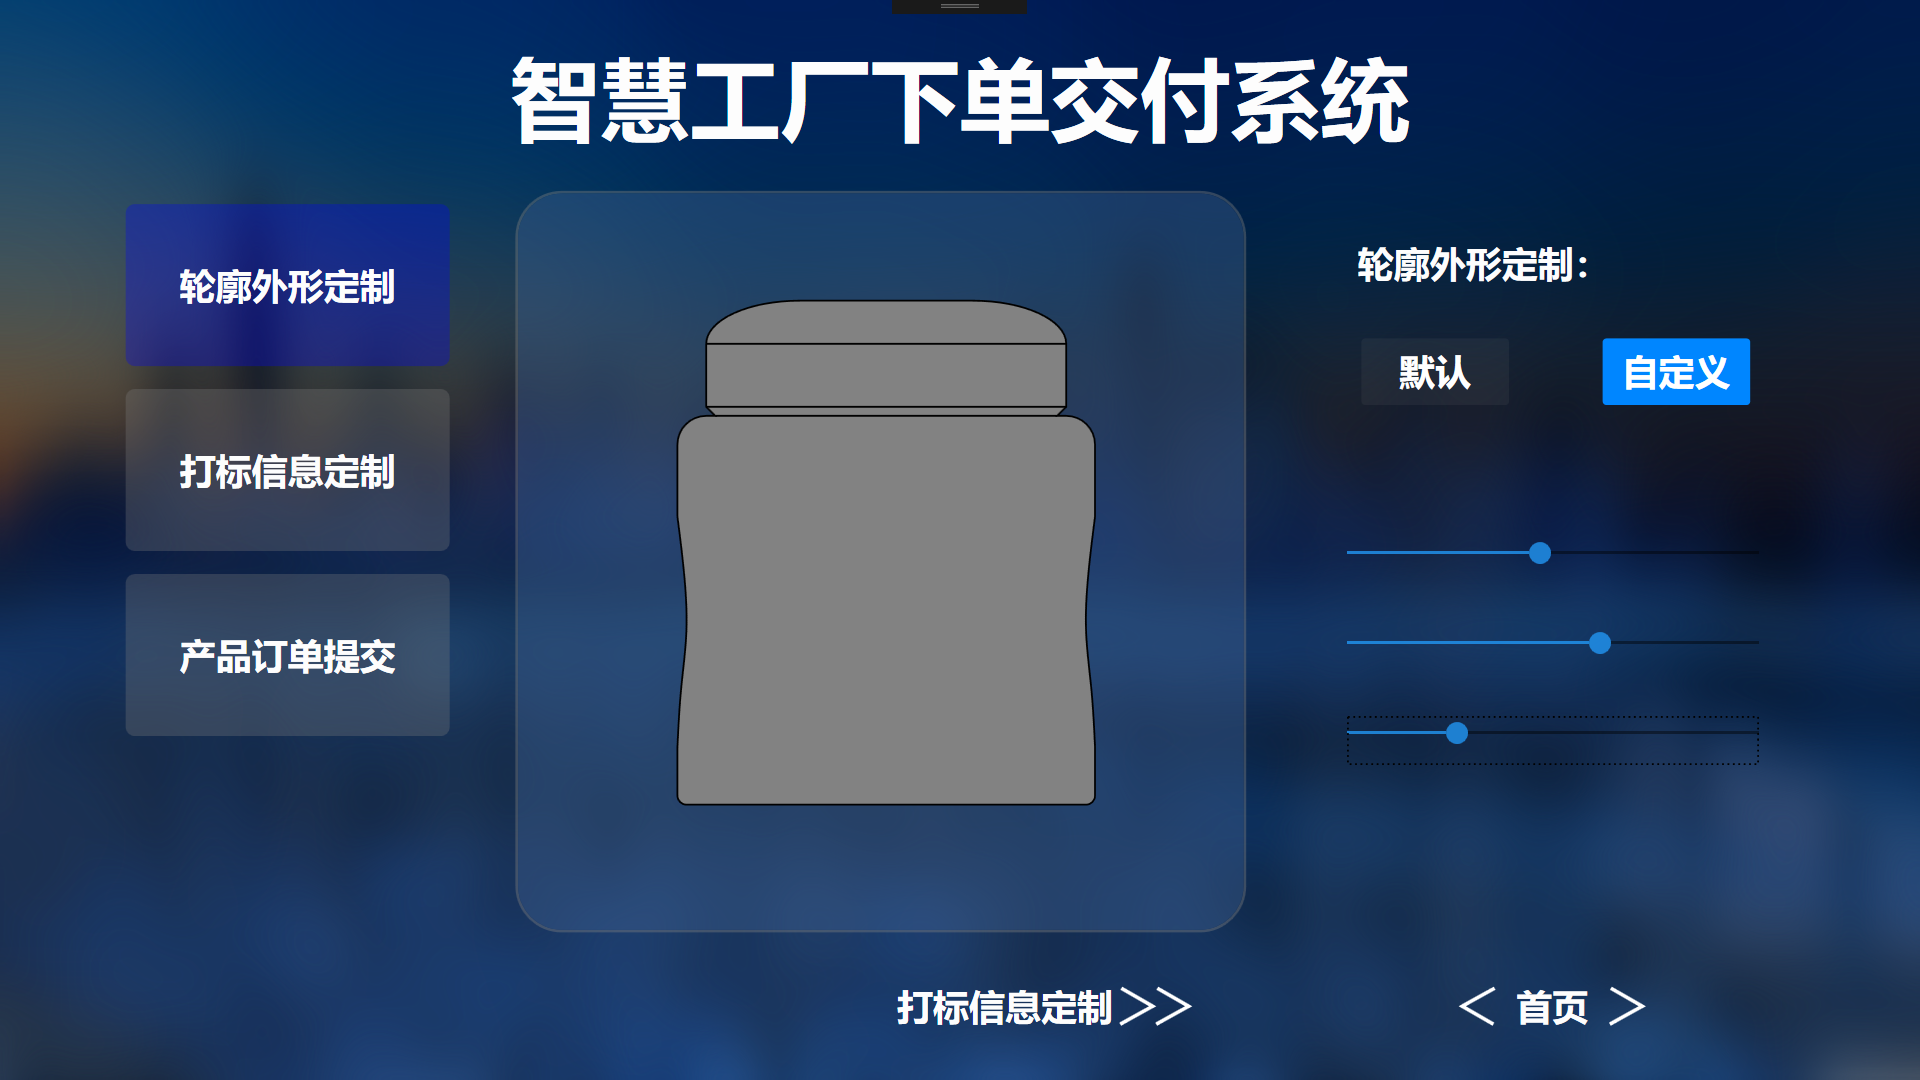 智慧工厂下单交付系统
轮廓外形定制
打标信息定制
产品订单提交
轮廓外形定制：
默认
自定义
打标信息定制
首页